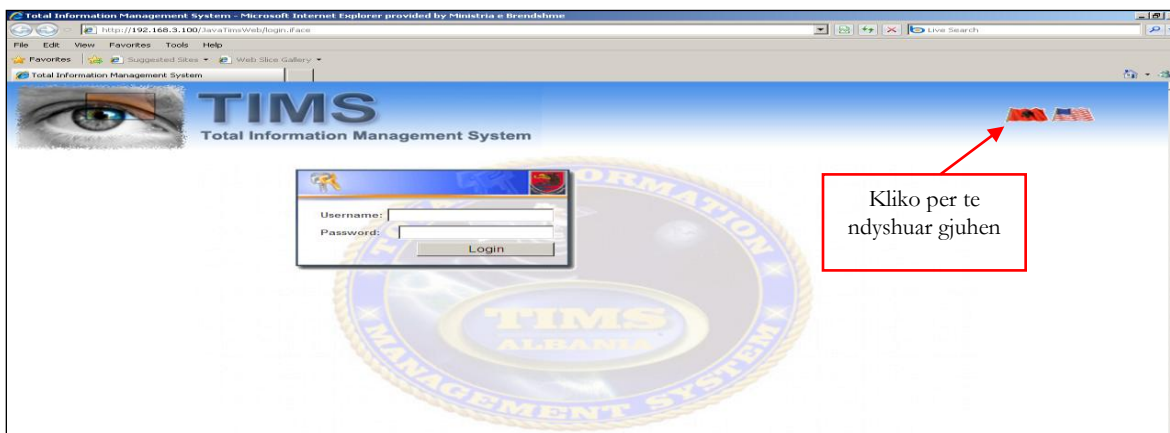 Total Information Management System - Microsoft Internet Explorer provided by Ministria e Brendshme
http://192.168.3.100/JavaTimsWeb/login.iface
Live Search
File Edit View Favorites Tools Help
Favorites Suggested Sites Web Slice Gallery
Total Information Management System
TIMS
Total Information Management System
Kliko per te
ndyshuar gjuhen
Username:
Password:
Login
TIMS
ALBANIA
MANAGEMENT SYSTEM